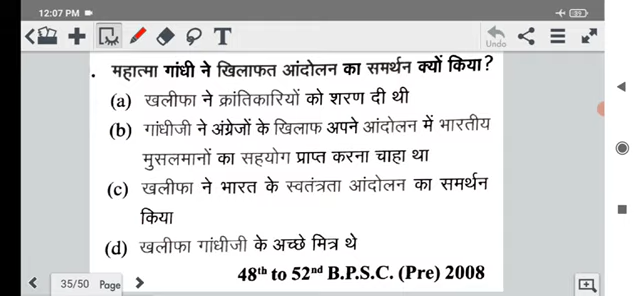 12:07 PM
39
T
Undo
. महात्मा गांधी ने खिलाफत आंदोलन का समर्थन क्यों किया?
(a) खलीफा ने क्रांतिकारियों को शरण दी थी
(b) गांधीजी ने अंग्रेजों के खिलाफ अपने आंदोलन में भारतीय
मुसलमानों का सहयोग प्राप्त करना चाहा था
(c) खलीफा ने भारत के स्वतंत्रता आंदोलन का समर्थन
किया
(d) खलीफा गांधीजी के अच्छे मित्र थे
48th to 52nd B.P.S.C. (Pre) 2008
35/50 Page